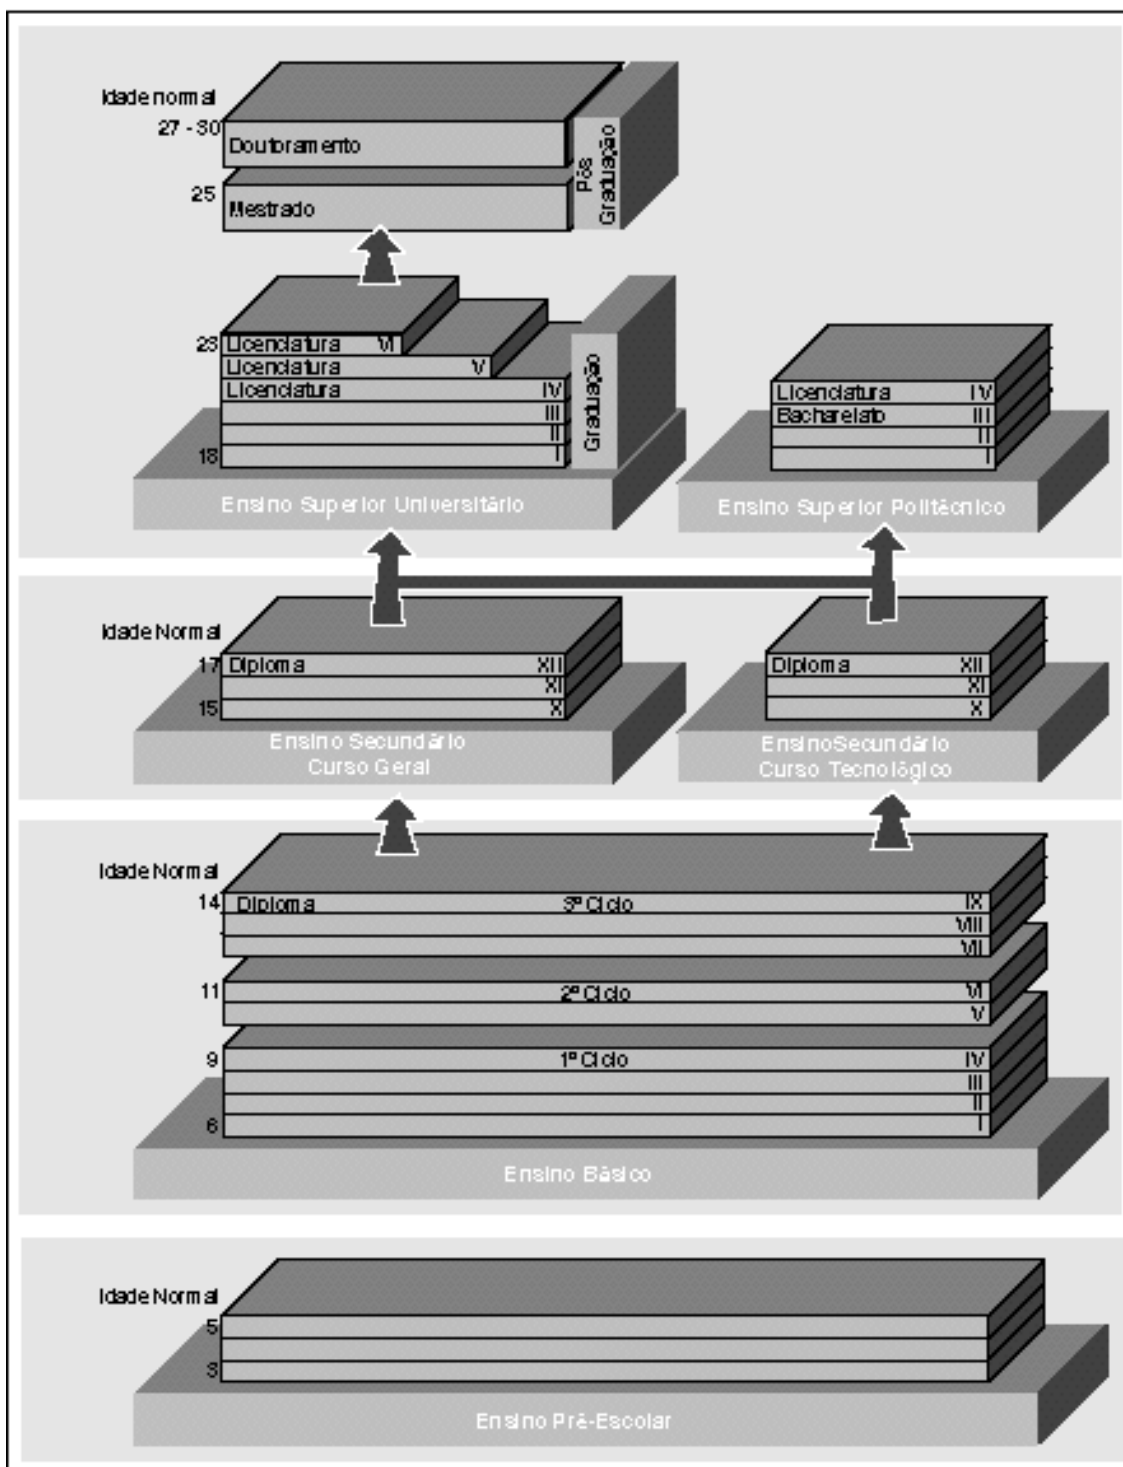 Idade normal
27 - 30
Doutoramento
25
Mestrado
Pós
Graduação
23
Licenciatura VI
Licenciatura V
Licenciatura IV
III
II
18 I
Graduação
Licenciatura IV
Bacharelato III
II
I
Ensino Superior Universitário
Ensino Superior Politécnico
Idade Normal
17 Diploma XII
XI
15 X
Diploma XII
XI
X
Ensino Secundário
Curso Geral
EnsinoSecundário
Curso Tecnológico
Idade Normal
14 Diploma 3º Ciclo IX
VIII
VII
11 2º Ciclo VI
V
9 1º Ciclo IV
III
II
6 I
Ensino Básico
Idade Normal
5
3
Ensino Pré-Escolar